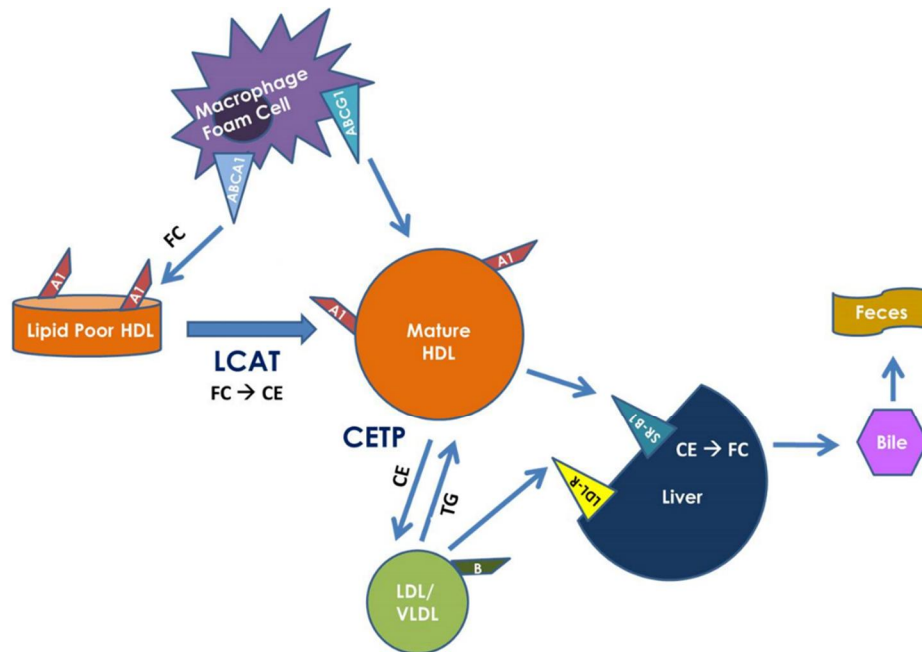 Macrophage
Foam Cell
ABCA1
ABCG1
FC
A1
A1
Lipid Poor HDL
LCAT
FC → CE
A1
A1
Mature
HDL
CETP
CE
TG
LDL/
VLDL
B
SR-B1
LDL-R
CE → FC
Liver
Bile
Feces